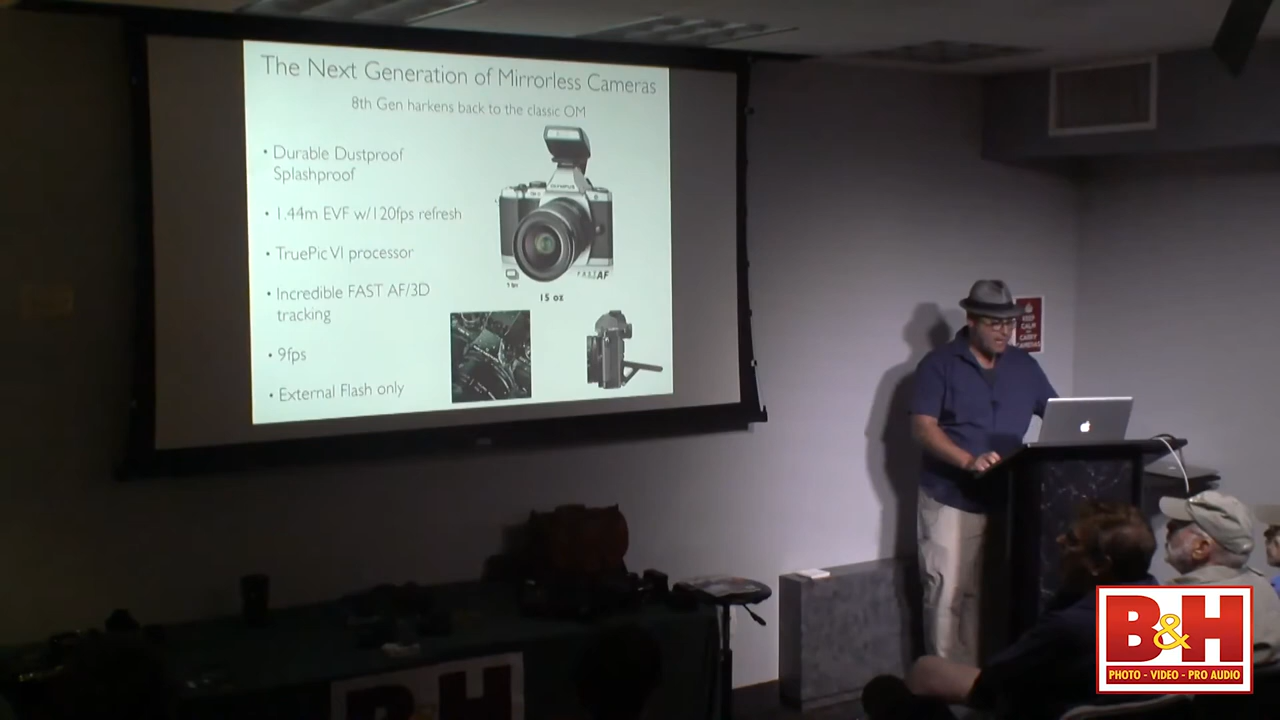 The Next Generation of Mirrorless Cameras
8th Gen harkens back to the classic OM
• Durable Dustproof
Splashproof
• 1.44m EVF w/120fps refresh
• TruePic VI processor
• Incredible FAST AF/3D
tracking
• 9fps
• External Flash only
OLYMPUS
FAST AF
15 oz
KEEP
CALM
CARRY
CAMERAS
B&H
PHOTO - VIDEO - PRO AUDIO
B&H